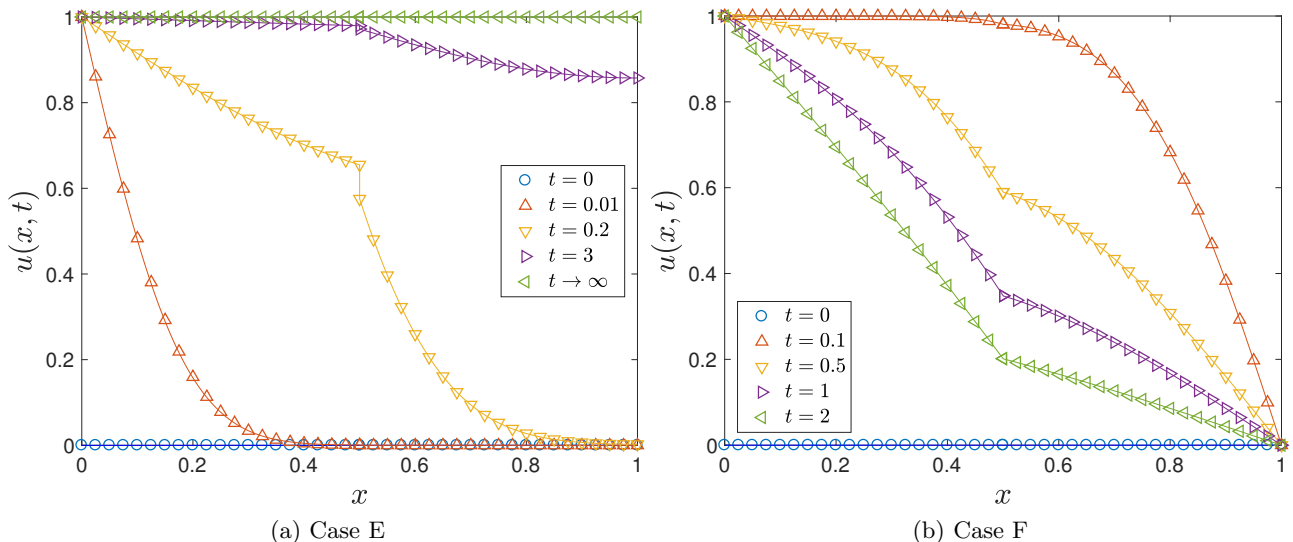 1
0.8
0.6
0.4
0.2
0
u(x, t)
t = 0
t = 0.01
t = 0.2
t = 3
t → ∞
0 0.2 0.4 0.6 0.8 1
x
(a) Case E
1
0.8
0.6
0.4
0.2
0
u(x, t)
t = 0
t = 0.1
t = 0.5
t = 1
t = 2
0 0.2 0.4 0.6 0.8 1
x
(b) Case F